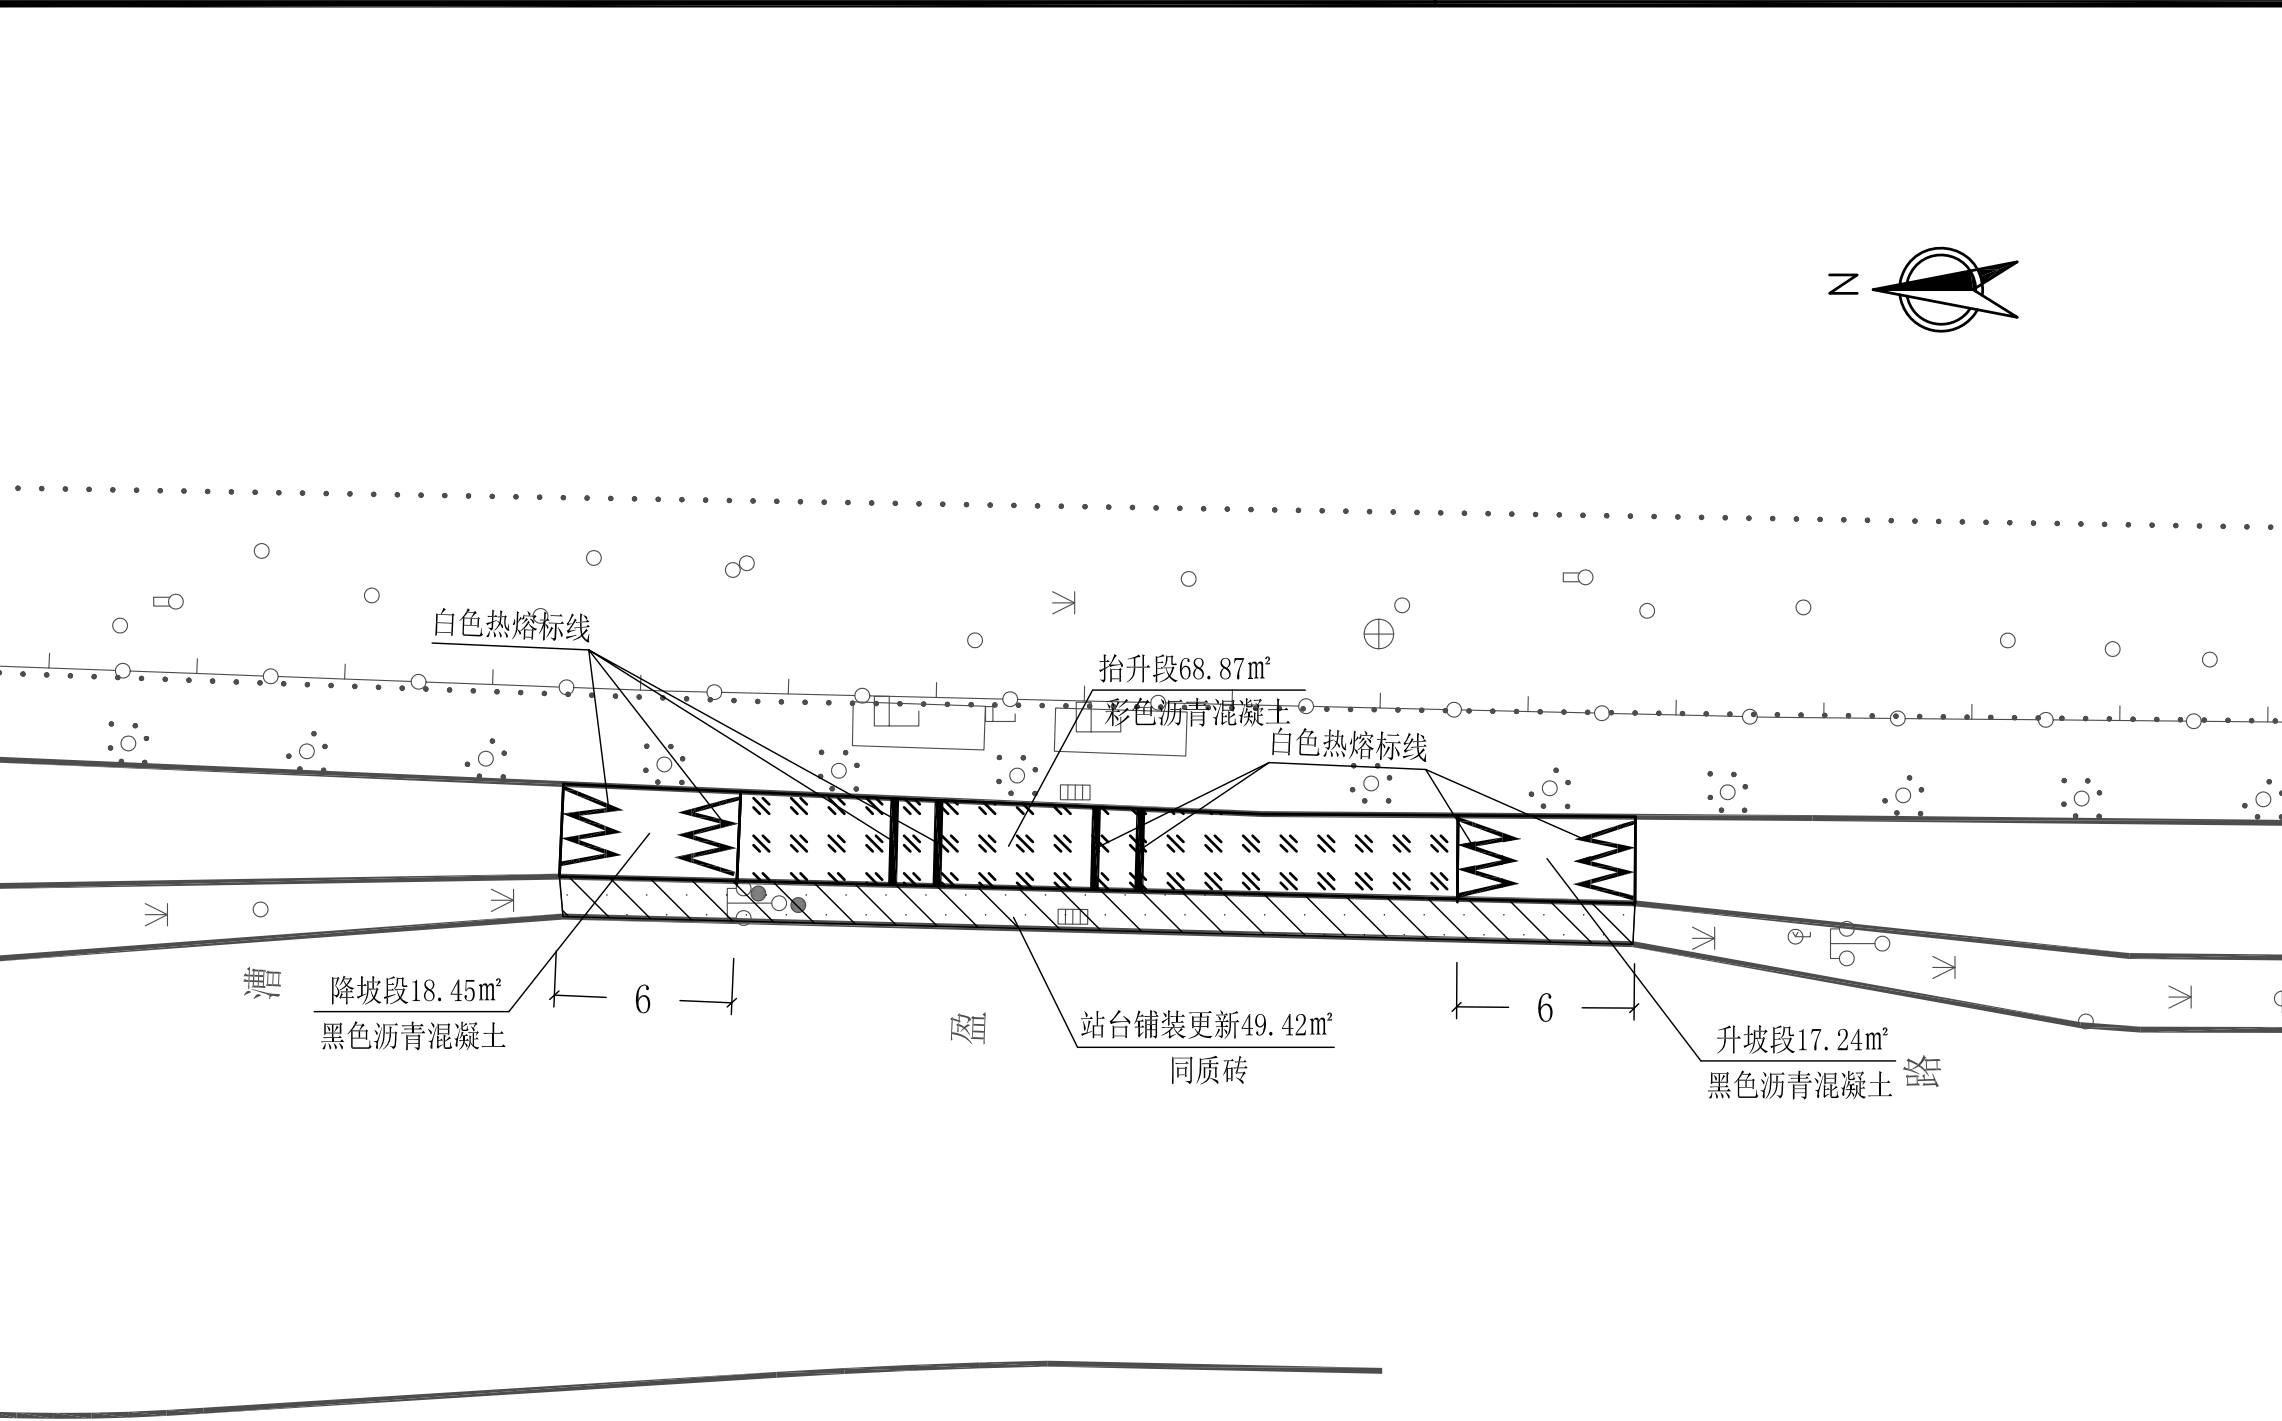 N
白色热熔标线
抬升段68.87m²
彩色沥青混凝土
白色热熔标线
漕
降坡段18.45m²
黑色沥青混凝土
6
盈
站台铺装更新49.42m²
同质砖
6
升坡段17.24m²
黑色沥青混凝土
路